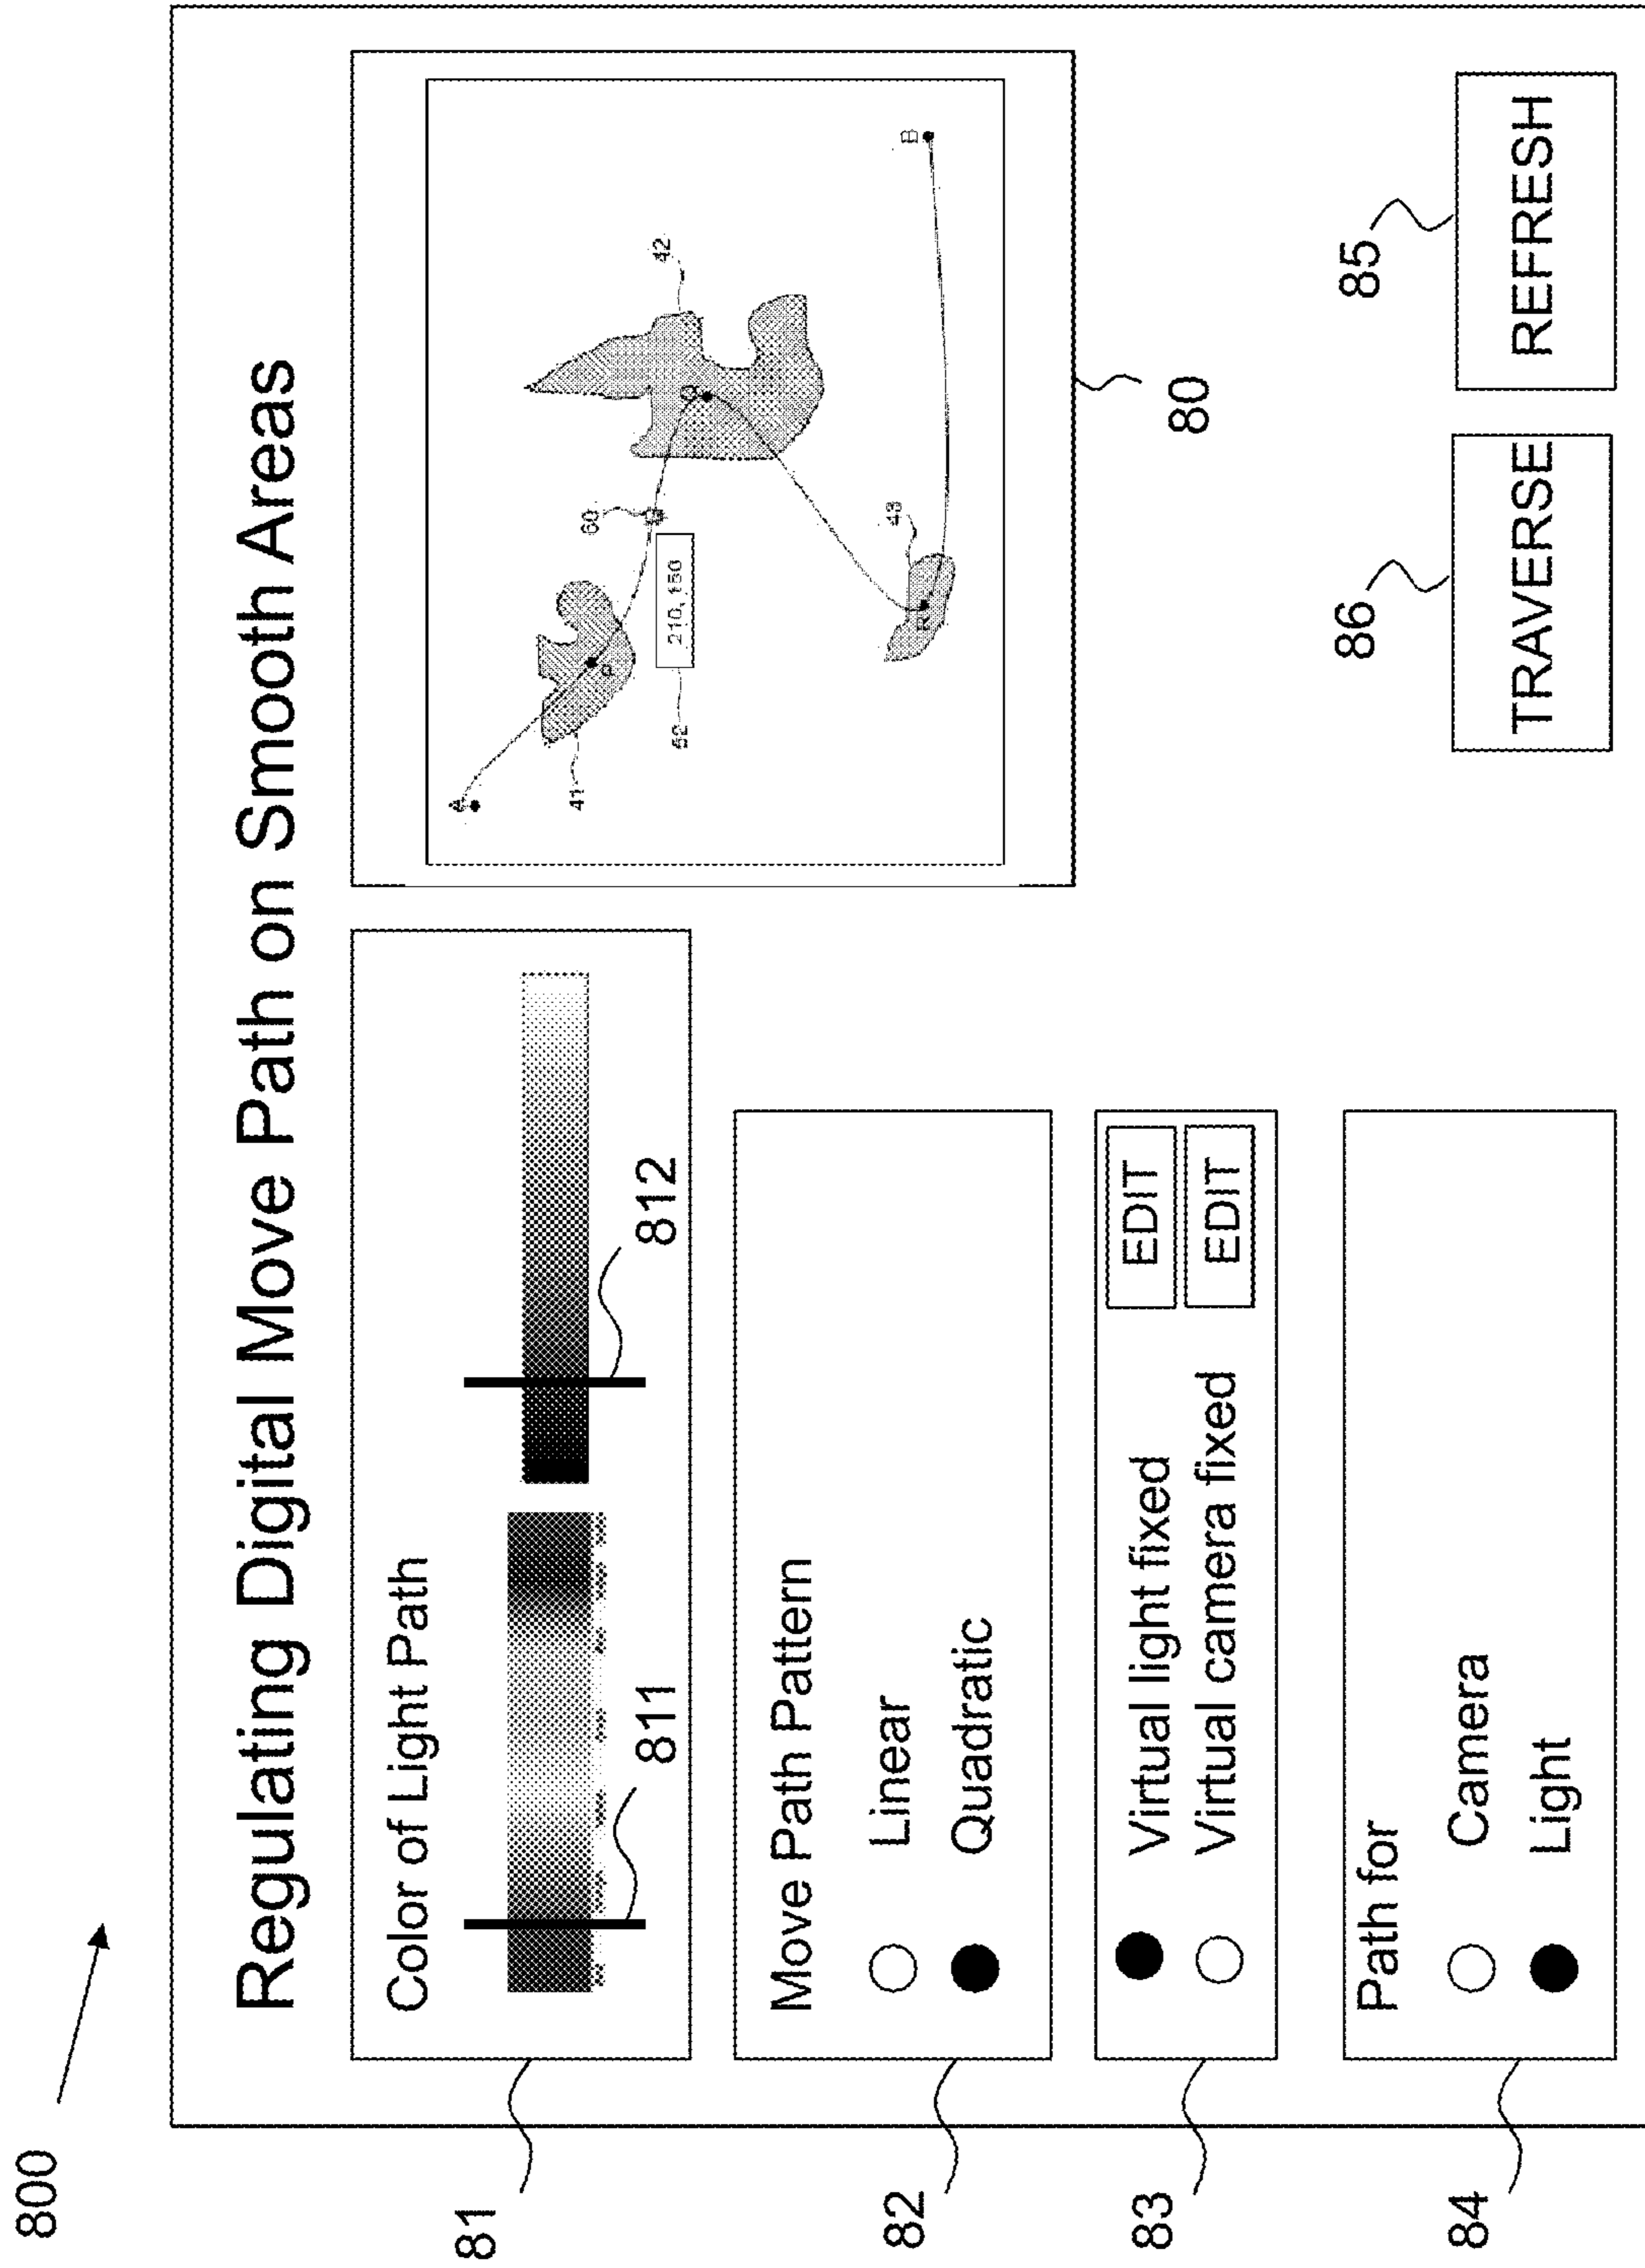 800
Regulating Digital Move Path on Smooth Areas
81
Color of Light Path
811
812
82
Move Path Pattern
Linear
Quadratic
83
Virtual light fixed EDIT
Virtual camera fixed EDIT
84
Path for
Camera
Light
A
41
P
52
210, 150
60
Q
42
R
43
B
80
86
TRAVERSE
85
REFRESH